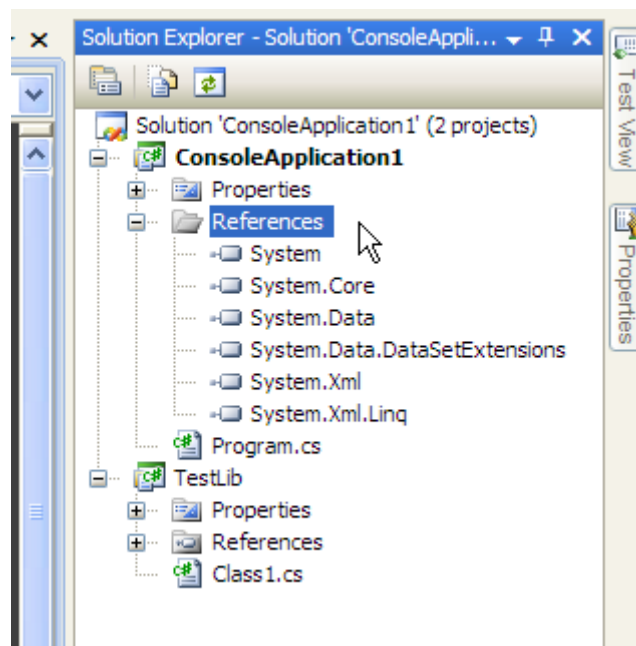 Solution Explorer - Solution 'ConsoleAppli...
Solution 'ConsoleApplication1' (2 projects)
ConsoleApplication1
Properties
References
System
System.Core
System.Data
System.Data.DataSetExtensions
System.Xml
System.Xml.Linq
Program.cs
TestLib
Properties
References
Class1.cs
Test View
Properties